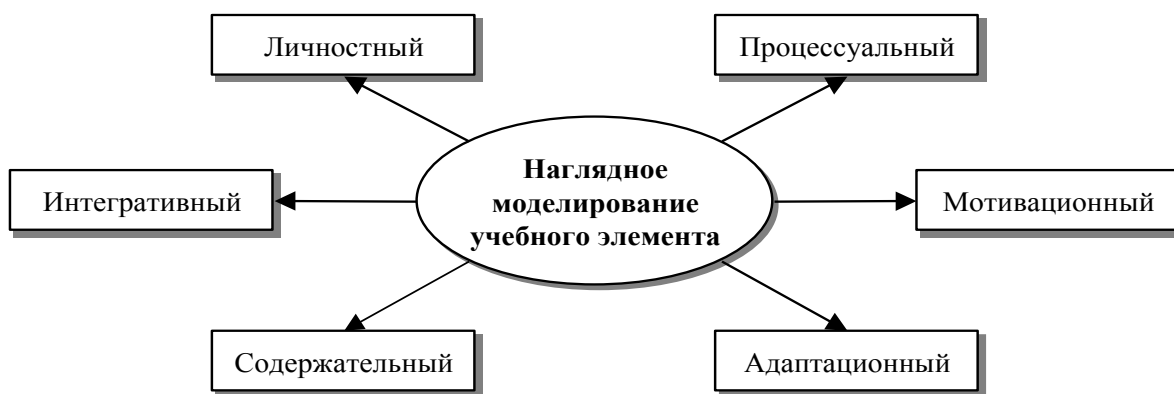 Личностный
Процессуальный
Наглядное
моделирование
учебного элемента
Интегративный
Мотивационный
Содержательный
Адаптационный